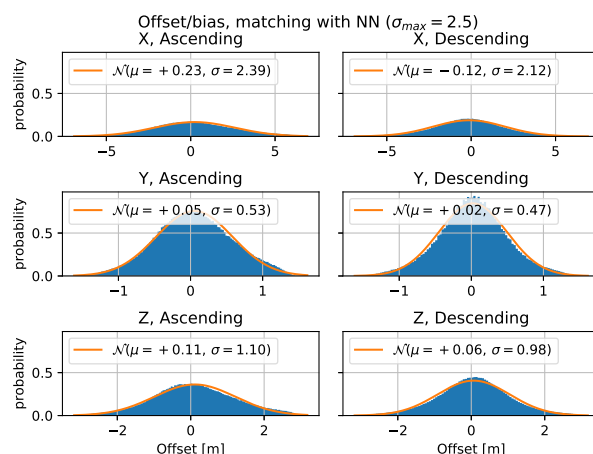 Offset/bias, matching with NN (σmax = 2.5)
X, Ascending
X, Descending
probability
0.5
0.0
𝒩(μ = +0.23, σ = 2.39)
𝒩(μ = −0.12, σ = 2.12)
−5
0
5
−5
0
5
Y, Ascending
Y, Descending
probability
0.5
0.0
𝒩(μ = +0.05, σ = 0.53)
𝒩(μ = +0.02, σ = 0.47)
−1
0
1
−1
0
1
Z, Ascending
Z, Descending
probability
0.5
0.0
𝒩(μ = +0.11, σ = 1.10)
𝒩(μ = +0.06, σ = 0.98)
−2
0
2
−2
0
2
Offset [m]
Offset [m]